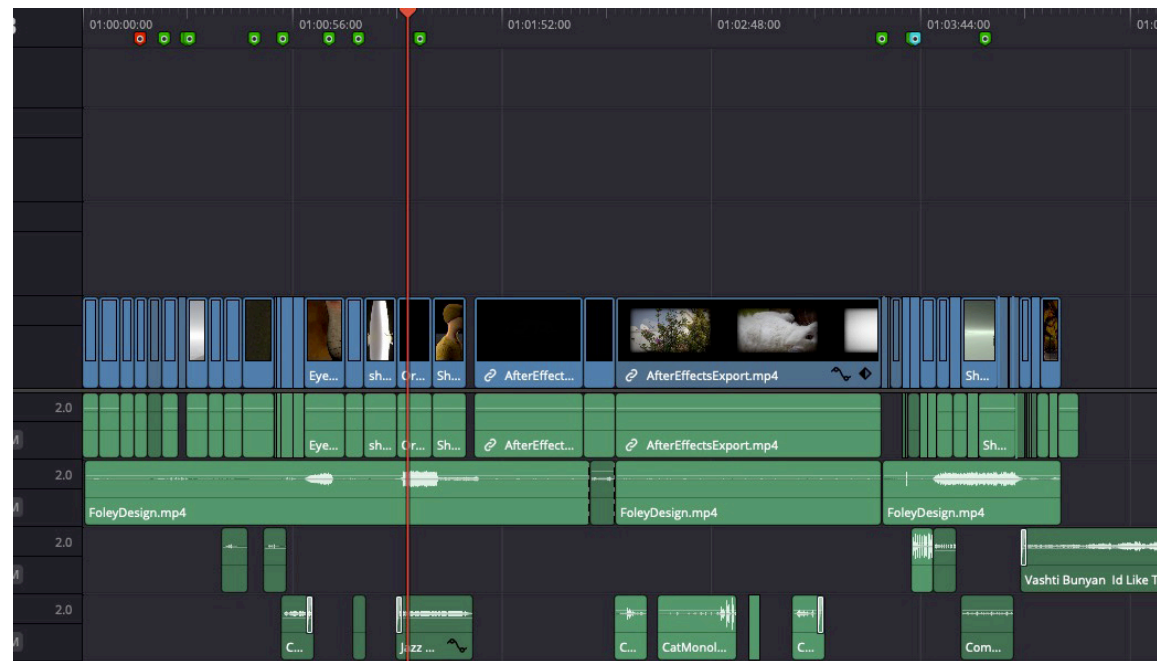 01:00:00:00 01:00:56:00 01:01:52:00 01:02:48:00 01:03:44:00
Eye... sh... Or... Sh... AfterEffect... AfterEffectsExport.mp4 Sh...
2.0
M Eye... sh... Or... Sh... AfterEffect... AfterEffectsExport.mp4 Sh...
2.0
M FoleyDesign.mp4 FoleyDesign.mp4 FoleyDesign.mp4
2.0
M Vashti Bunyan Id Like T
2.0
M C... Jazz ... C... CatMonol... C... Com...